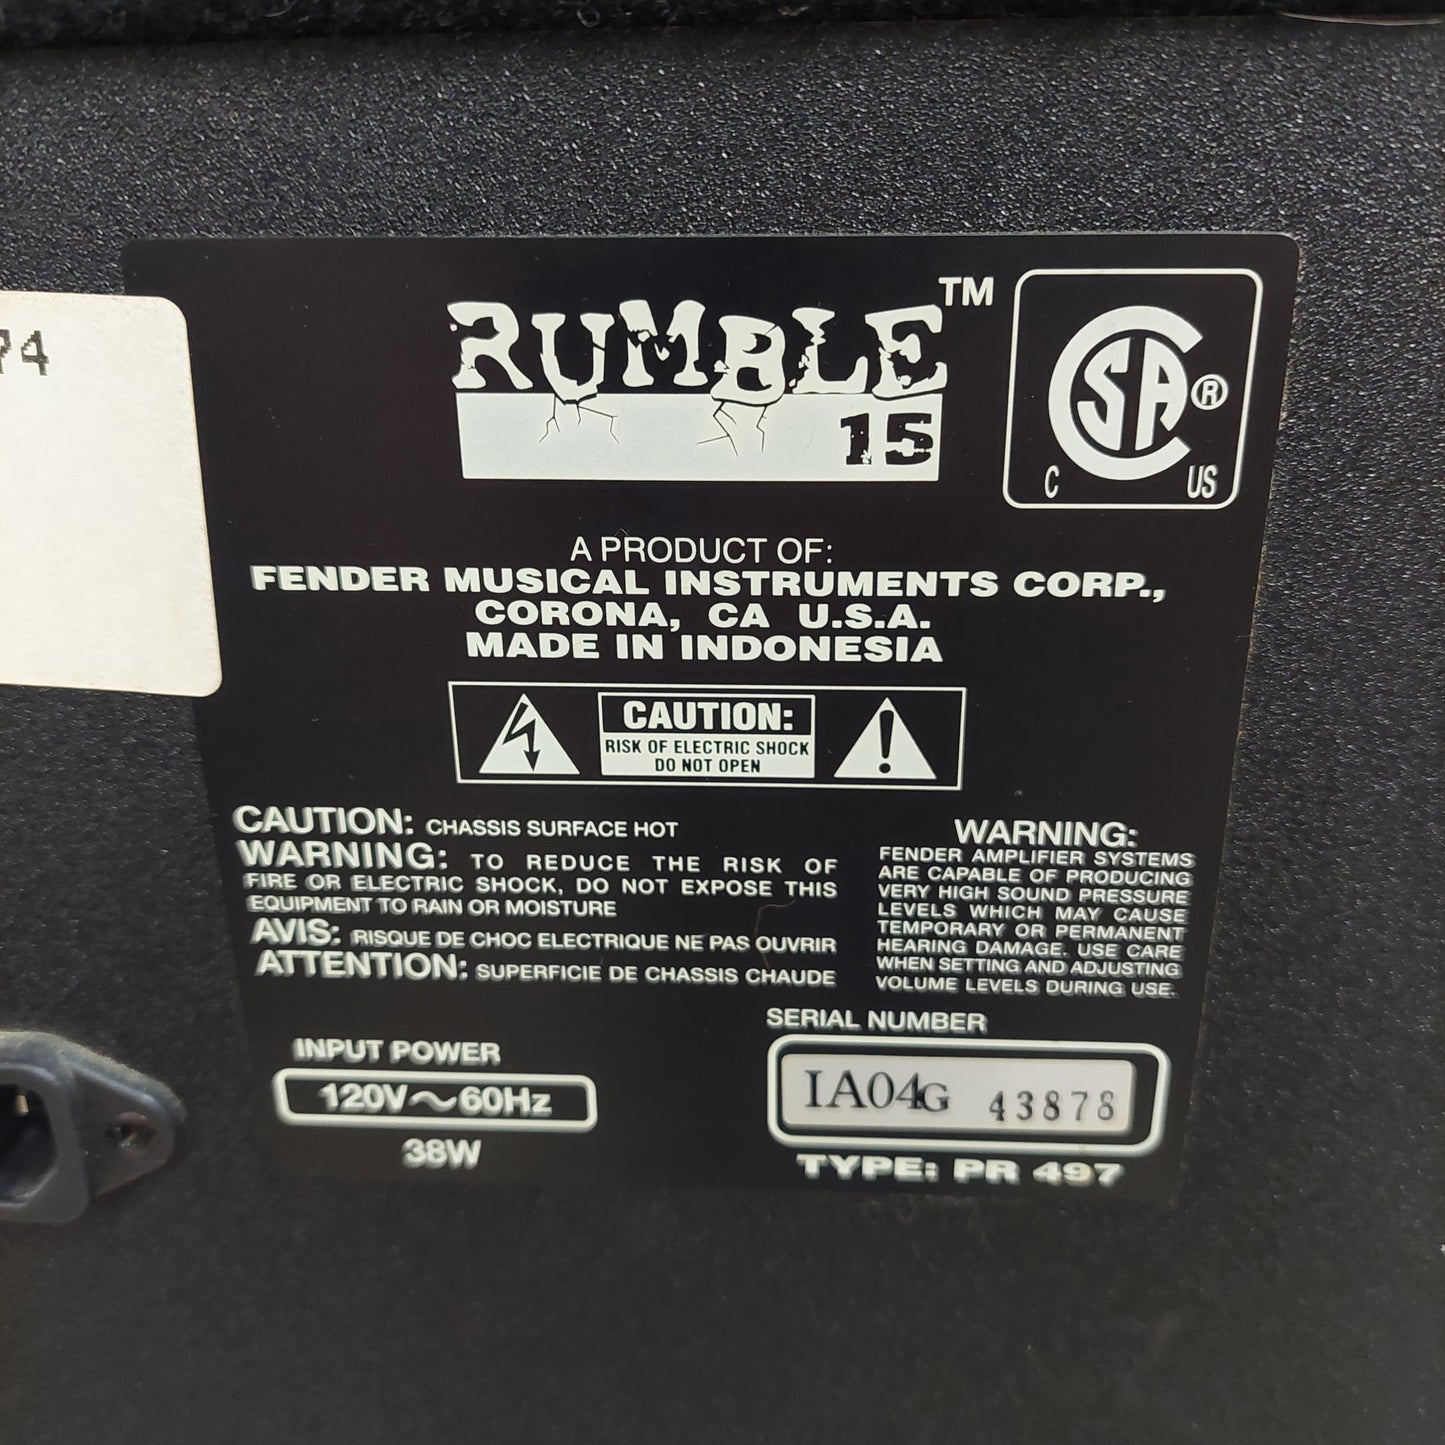 74
RUMBLE™
15
CSA®
C US
A PRODUCT OF:
FENDER MUSICAL INSTRUMENTS CORP.,
CORONA, CA U.S.A.
MADE IN INDONESIA
CAUTION:
RISK OF ELECTRIC SHOCK
DO NOT OPEN
CAUTION: CHASSIS SURFACE HOT
WARNING: TO REDUCE THE RISK OF
FIRE OR ELECTRIC SHOCK, DO NOT EXPOSE THIS
EQUIPMENT TO RAIN OR MOISTURE
AVIS: RISQUE DE CHOC ELECTRIQUE NE PAS OUVRIR
ATTENTION: SUPERFICIE DE CHASSIS CHAUDE
WARNING:
FENDER AMPLIFIER SYSTEMS
ARE CAPABLE OF PRODUCING
VERY HIGH SOUND PRESSURE
LEVELS WHICH MAY CAUSE
TEMPORARY OR PERMANENT
HEARING DAMAGE. USE CARE
WHEN SETTING AND ADJUSTING
VOLUME LEVELS DURING USE.
INPUT POWER
120V～60Hz
38W
SERIAL NUMBER
IA04G 43878
TYPE: PR 497